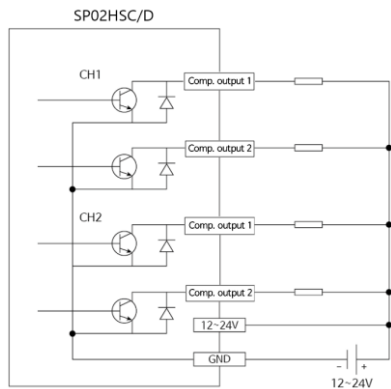 SP02HSC/D
CH1
Comp. output 1
Comp. output 2
CH2
Comp. output 1
Comp. output 2
12~24V
GND
- +
12~24V